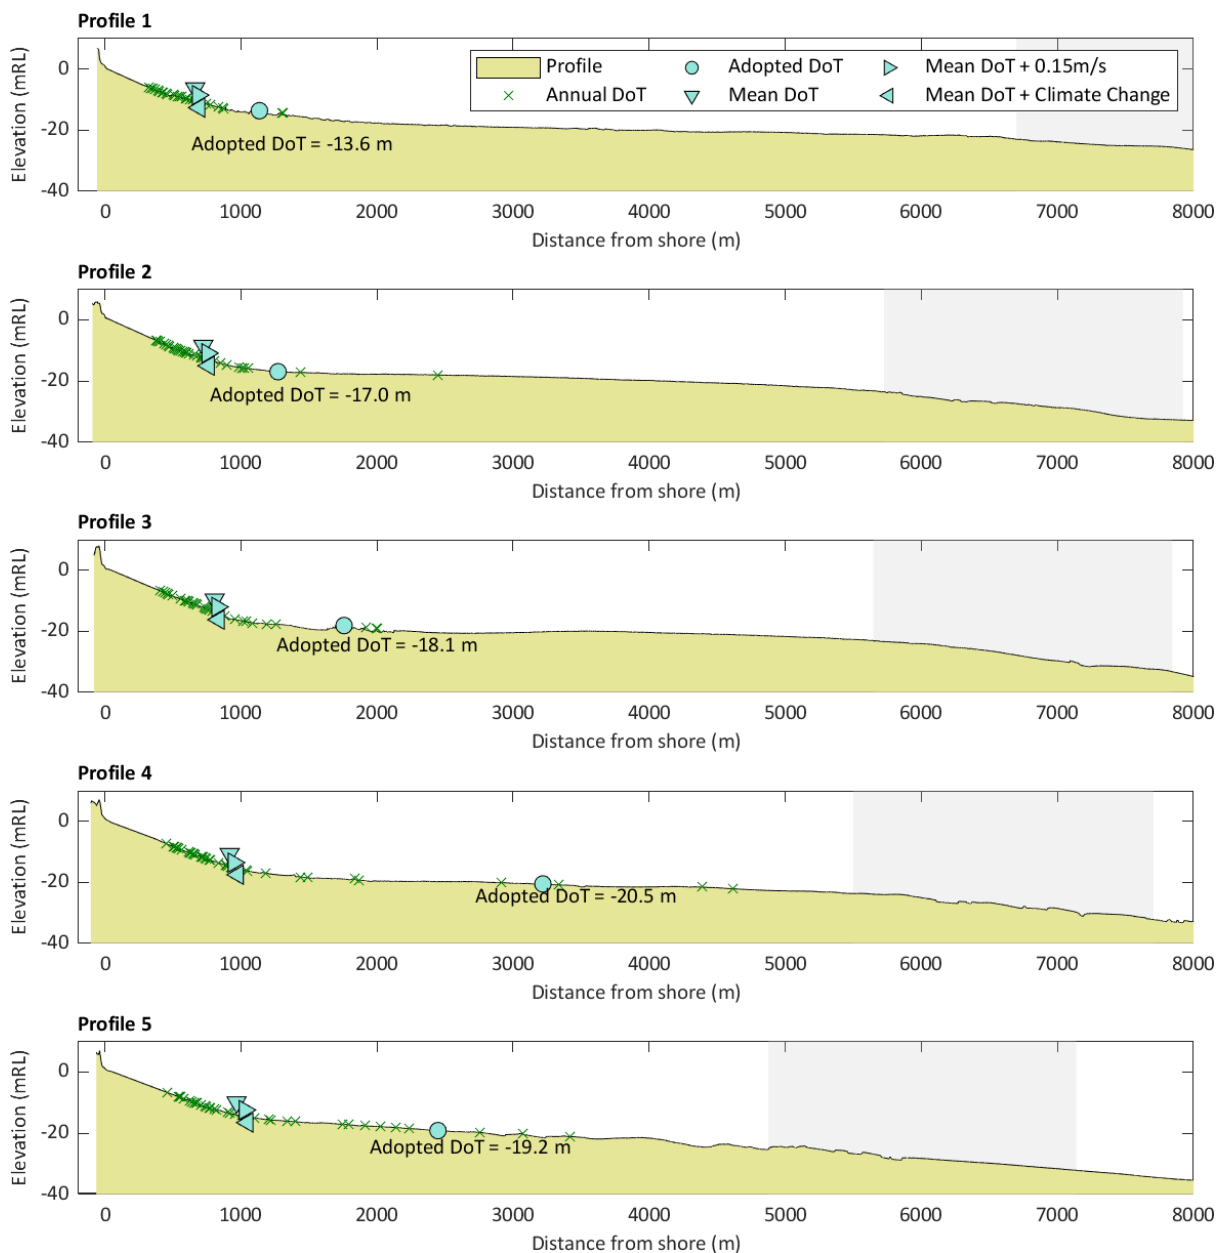 Profile 1
Elevation (mRL)
0
-20
-40
Profile
Adopted DoT
Mean DoT + 0.15m/s
Annual DoT
Mean DoT
Mean DoT + Climate Change
Adopted DoT = -13.6 m
0 1000 2000 3000 4000 5000 6000 7000 8000
Distance from shore (m)
Profile 2
Elevation (mRL)
0
-20
-40
Adopted DoT = -17.0 m
0 1000 2000 3000 4000 5000 6000 7000 8000
Distance from shore (m)
Profile 3
Elevation (mRL)
0
-20
-40
Adopted DoT = -18.1 m
0 1000 2000 3000 4000 5000 6000 7000 8000
Distance from shore (m)
Profile 4
Elevation (mRL)
0
-20
-40
Adopted DoT = -20.5 m
0 1000 2000 3000 4000 5000 6000 7000 8000
Distance from shore (m)
Profile 5
Elevation (mRL)
0
-20
-40
Adopted DoT = -19.2 m
0 1000 2000 3000 4000 5000 6000 7000 8000
Distance from shore (m)